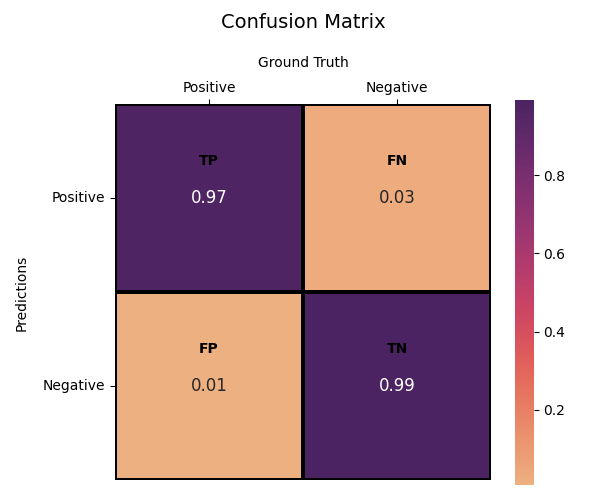 Confusion Matrix
Ground Truth
Positive Negative
TP FN
Positive 0.97 0.03
FP TN
Negative 0.01 0.99
Predictions
0.8
0.6
0.4
0.2